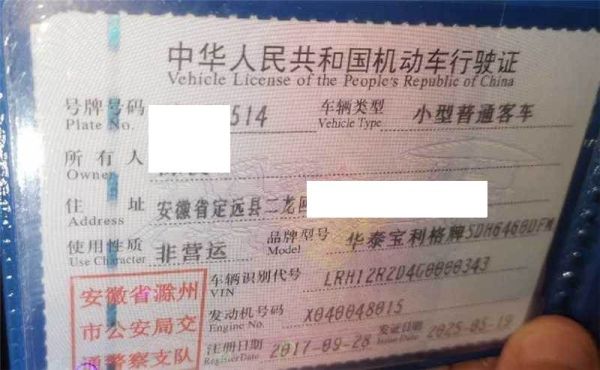 中华人民共和国机动车行驶证
Vehicle License of the People's Republic of China
号牌号码 514 车辆类型 小型普通客车
Plate No. Vehicle Type
所有人
Owner
住址 安徽省定远县二龙回
Address
使用性质 非营运 品牌型号 华泰宝利格牌SDH6460DFM
Use Character Model
安徽省滁州
市公安局交
通警察支队
车辆识别代号 LRH12R2D4G0000343
VIN
发动机号码 X040048015
Engine No.
注册日期 2017-09-28 发证日期 2025-05-19
Register Date Issue Date